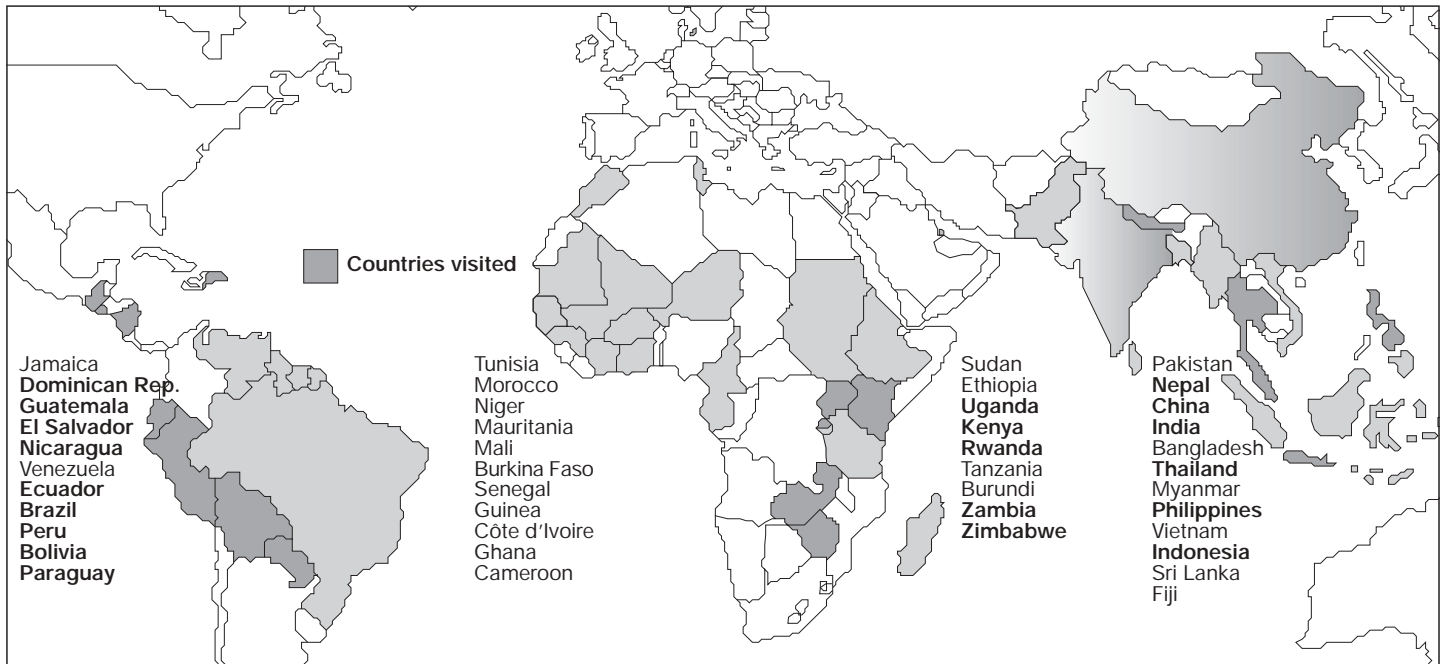 Countries visited
Jamaica
Dominican Rep.
Guatemala
El Salvador
Nicaragua
Venezuela
Ecuador
Brazil
Peru
Bolivia
Paraguay
Tunisia
Morocco
Niger
Mauritania
Mali
Burkina Faso
Senegal
Guinea
Côte d'Ivoire
Ghana
Cameroon
Sudan
Ethiopia
Uganda
Kenya
Rwanda
Tanzania
Burundi
Zambia
Zimbabwe
Pakistan
Nepal
China
India
Bangladesh
Thailand
Myanmar
Philippines
Vietnam
Indonesia
Sri Lanka
Fiji